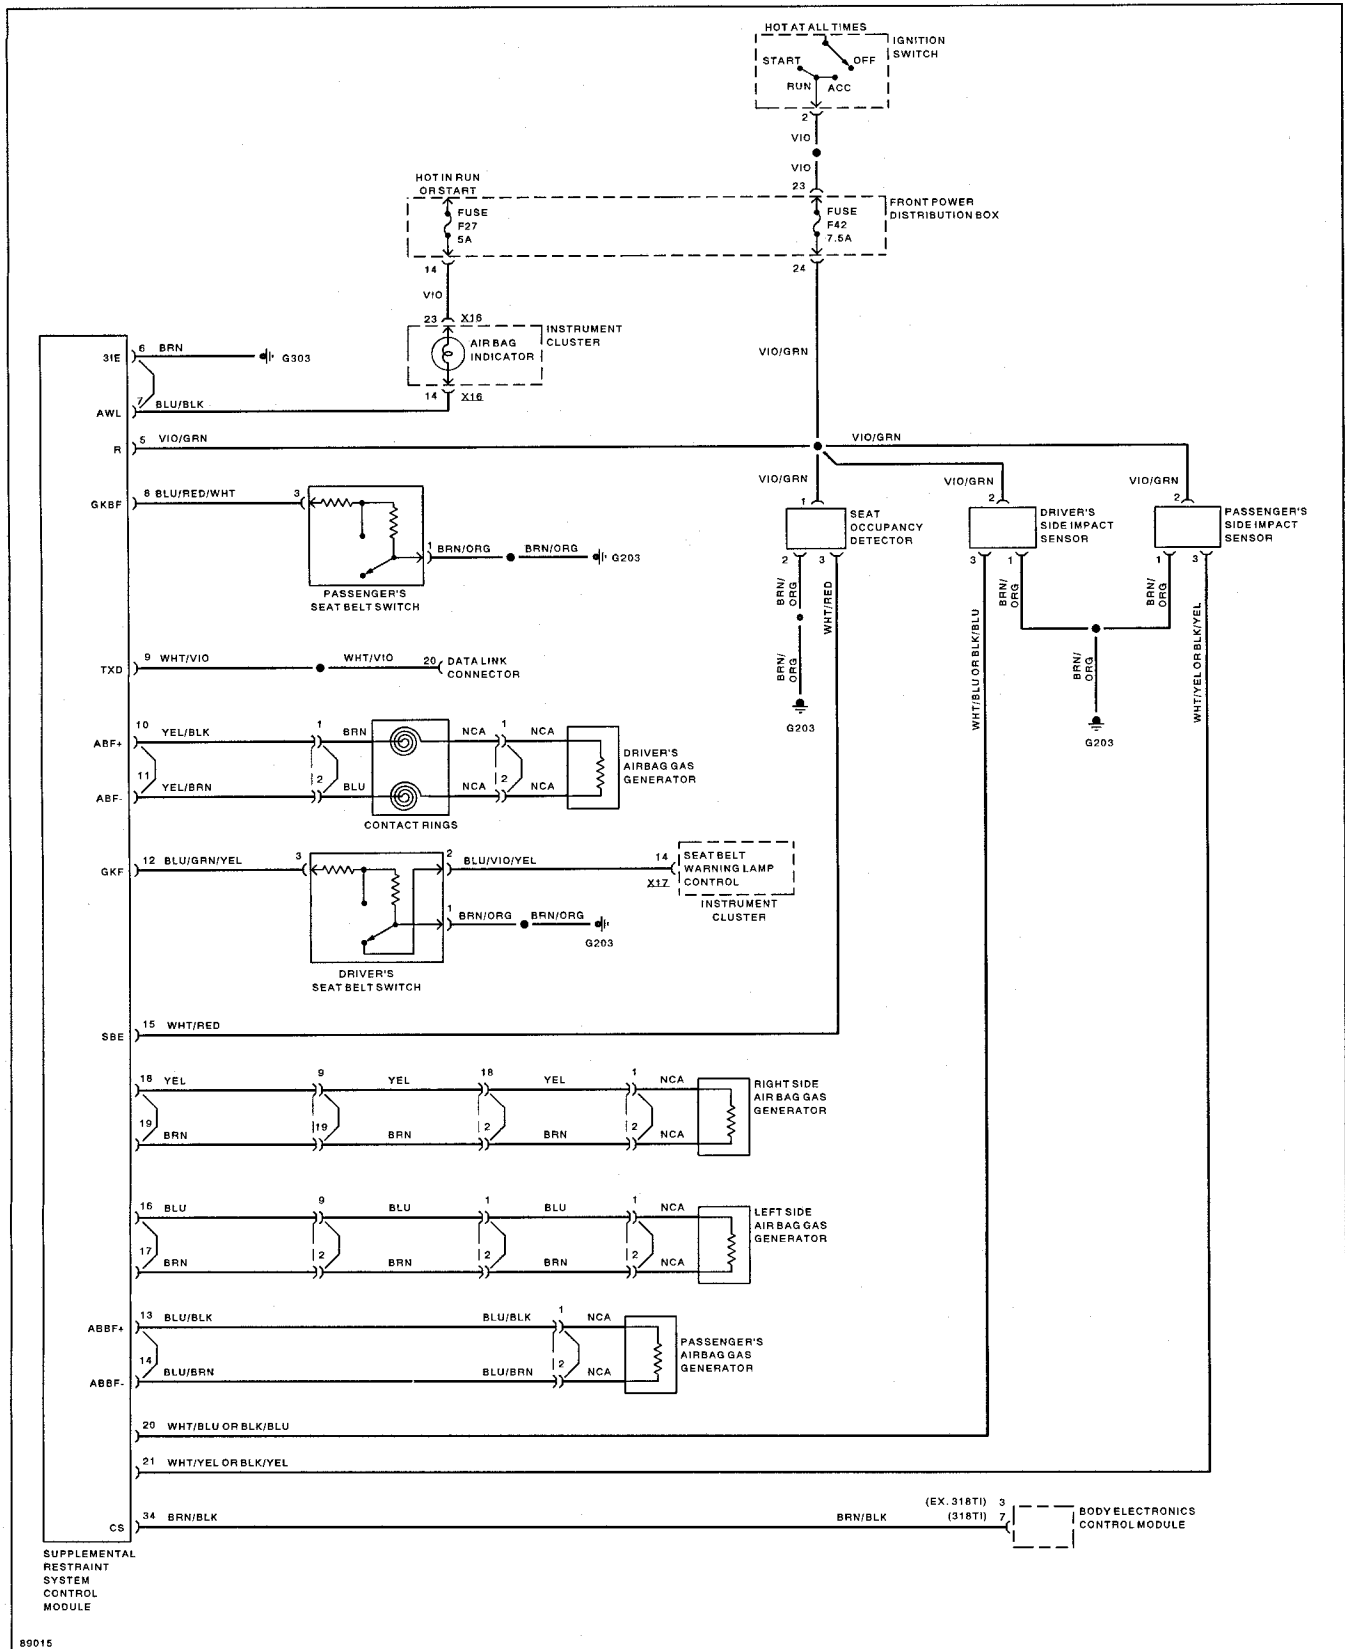 HOT AT ALL TIMES
IGNITION
SWITCH
START
OFF
RUN
ACC
2
VIO
VIO
23
HOT IN RUN
OR START
FRONT POWER
DISTRIBUTION BOX
FUSE
F27
5A
FUSE
F42
7.5A
14
24
VIO
23 X16
INSTRUMENT
CLUSTER
AIR BAG
INDICATOR
14 X16
VIO/GRN
31E
6 BRN
G303
AWL
7 BLU/BLK
R
5 VIO/GRN
VIO/GRN
VIO/GRN
VIO/GRN
VIO/GRN
GKBF
8 BLU/RED/WHT
3
1 BRN/ORG
BRN/ORG
G203
PASSENGER'S
SEAT BELT SWITCH
1
SEAT
OCCUPANCY
DETECTOR
2
DRIVER'S
SIDE IMPACT
SENSOR
2
PASSENGER'S
SIDE IMPACT
SENSOR
2
3
3
1
1
3
BRN/
ORG
WHT/RED
BRN/
ORG
BRN/
ORG
BRN/
ORG
BRN/
ORG
WHT/BLU OR BLK/BLU
WHT/YEL OR BLK/YEL
G203
G203
TXD
9 WHT/VIO
WHT/VIO
20
DATA LINK
CONNECTOR
ABF+
10 YEL/BLK
1
BRN
NCA
1
NCA
ABF-
11
YEL/BRN
2
BLU
NCA
2
NCA
DRIVER'S
AIRBAG GAS
GENERATOR
CONTACT RINGS
GKF
12 BLU/GRN/YEL
3
2
BLU/VIO/YEL
14
X17
SEAT BELT
WARNING LAMP
CONTROL
INSTRUMENT
CLUSTER
1
BRN/ORG
BRN/ORG
G203
DRIVER'S
SEAT BELT SWITCH
SBE
15 WHT/RED
18 YEL
9
YEL
18
YEL
1
NCA
RIGHT SIDE
AIR BAG GAS
GENERATOR
19
BRN
19
BRN
2
BRN
2
NCA
16 BLU
9
BLU
1
BLU
1
NCA
LEFT SIDE
AIR BAG GAS
GENERATOR
17
BRN
2
BRN
2
BRN
2
NCA
ABBF+
13 BLU/BLK
BLU/BLK
1
NCA
PASSENGER'S
AIRBAG GAS
GENERATOR
ABBF-
14
BLU/BRN
BLU/BRN
2
NCA
20 WHT/BLU OR BLK/BLU
21 WHT/YEL OR BLK/YEL
CS
34 BRN/BLK
BRN/BLK
(EX. 318TI) 3
(318TI) 7
BODY ELECTRONICS
CONTROL MODULE
SUPPLEMENTAL
RESTRAINT
SYSTEM
CONTROL
MODULE
89015